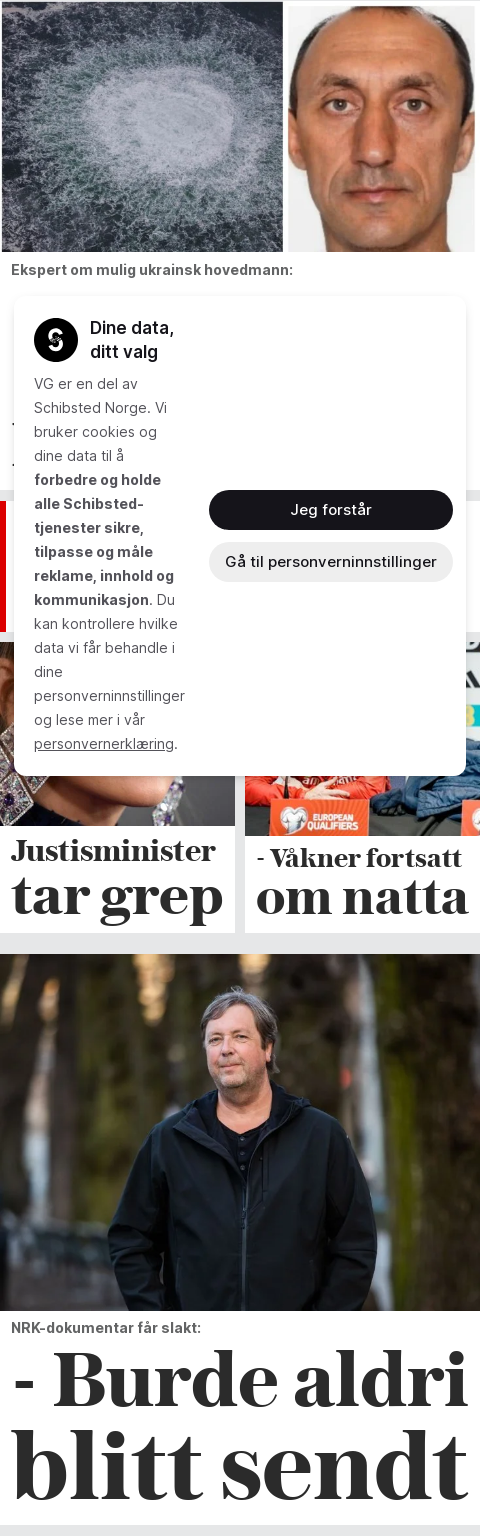 Ekspert om mulig ukrainsk hovedmann:
Dine data,
ditt valg
VG er en del av
Schibsted Norge. Vi
bruker cookies og
dine data til å
forbedre og holde
alle Schibsted-
tjenester sikre,
tilpasse og måle
reklame, innhold og
kommunikasjon. Du
kan kontrollere hvilke
data vi får behandle i
dine
personverninnstillinger
og lese mer i vår
personvernerklæring.
Jeg forstår
Gå til personverninnstillinger
EUROPEAN
QUALIFIERS
Justisminister
tar grep
- Våkner fortsatt
om natta
NRK-dokumentar får slakt:
- Burde aldri
blitt sendt